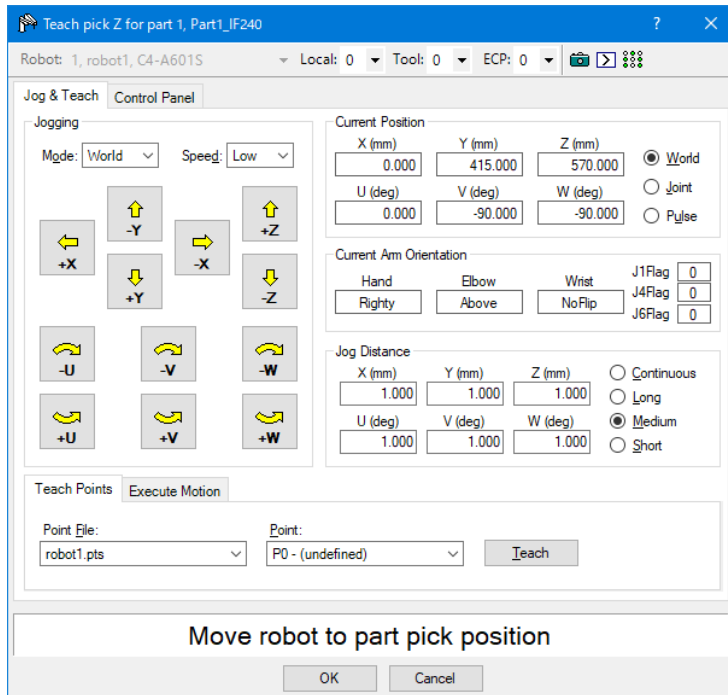 Teach pick Z for part 1, Part1_IF240
Robot: 1, robot1, C4-A601S Local: 0 Tool: 0 ECP: 0
Jog & Teach Control Panel
Jogging
Mode: World Speed: Low
-Y
+Z
+X
-X
+Y
-Z
-U -V -W
+U +V +W
Current Position
X (mm) Y (mm) Z (mm)
0.000 415.000 570.000
U (deg) V (deg) W (deg)
0.000 -90.000 -90.000
World
Joint
Pulse
Current Arm Orientation
Hand Elbow Wrist
Righty Above NoFlip
J1Flag 0
J4Flag 0
J6Flag 0
Jog Distance
X (mm) Y (mm) Z (mm)
1.000 1.000 1.000
U (deg) V (deg) W (deg)
1.000 1.000 1.000
Continuous
Long
Medium
Short
Teach Points Execute Motion
Point File: Point:
robot1.pts P0 - (undefined) Teach
Move robot to part pick position
OK Cancel